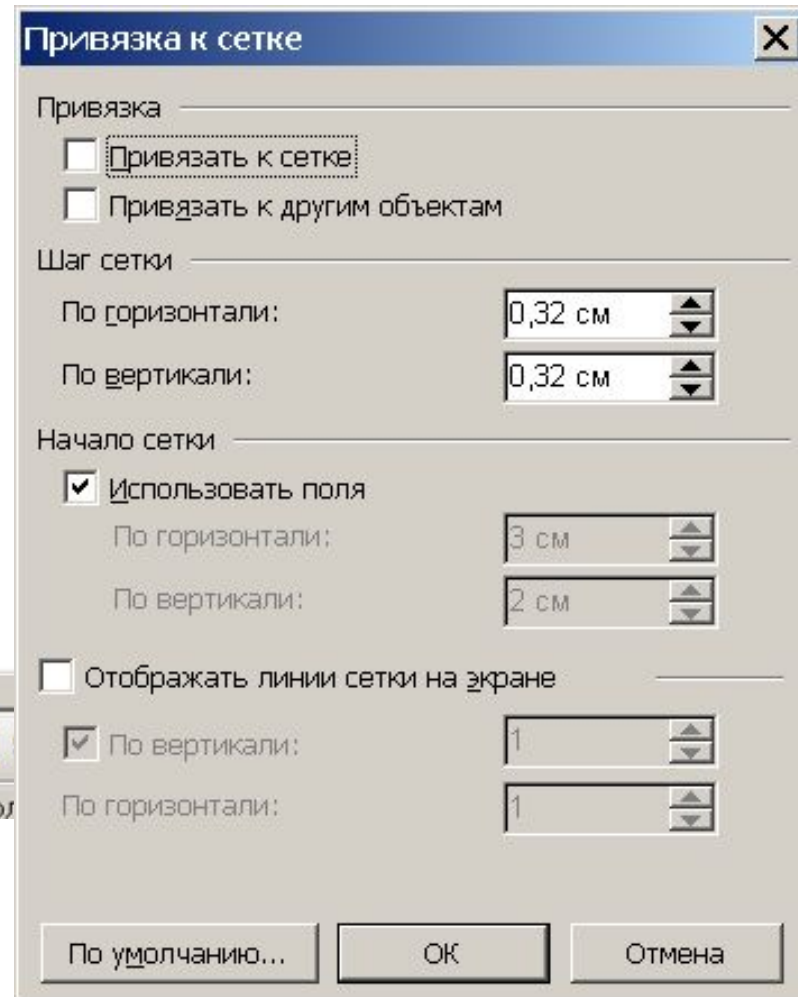 Привязка к сетке
Привязка
Привязать к сетке
Привязать к другим объектам
Шаг сетки
По горизонтали: 0,32 см
По вертикали: 0,32 см
Начало сетки
Использовать поля
По горизонтали: 3 см
По вертикали: 2 см
Отображать линии сетки на экране
По вертикали: 1
По горизонтали: 1
По умолчанию... ОК Отмена